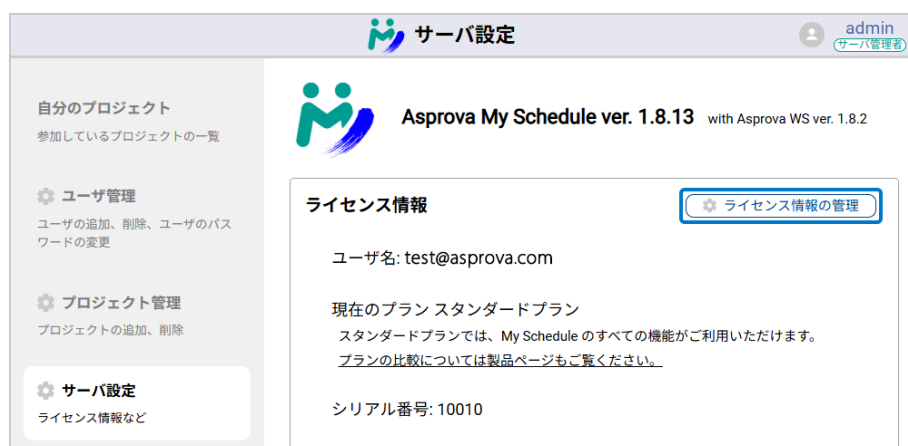 サーバ設定
admin
サーバ管理者
自分のプロジェクト
参加しているプロジェクトの一覧
ユーザ管理
ユーザの追加、削除、ユーザのパス
ワードの変更
プロジェクト管理
プロジェクトの追加、削除
サーバ設定
ライセンス情報など
Asprova My Schedule ver. 1.8.13 with Asprova WS ver. 1.8.2
ライセンス情報
ライセンス情報の管理
ユーザ名: test@asprova.com
現在のプラン スタンダードプラン
スタンダードプランでは、My Schedule のすべての機能がご利用いただけます。
プランの比較については製品ページもご覧ください。
シリアル番号: 10010